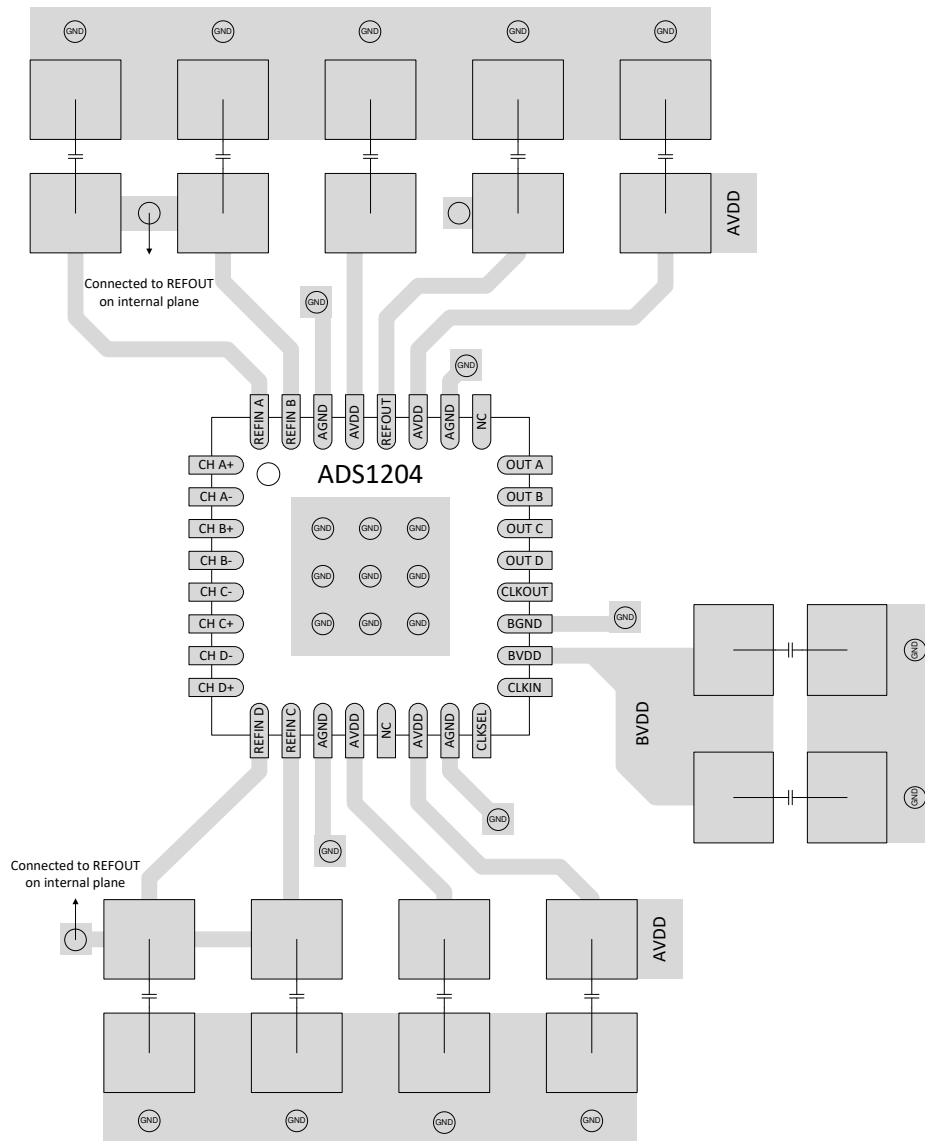 GND
GND
GND
GND
GND
AVDD
Connected to REFOUT
on internal plane
GND
GND
REFIN A
REFIN B
AGND
AVDD
REFOUT
AVDD
AGND
NC
ADS1204
CH A+
CH A-
CH B+
CH B-
CH C-
CH C+
CH D-
CH D+
GND
GND
GND
GND
GND
GND
GND
GND
GND
OUT A
OUT B
OUT C
OUT D
CLKOUT
BGND
BVDD
CLKIN
GND
GND
BVDD
GND
REFIN D
REFIN C
AGND
AVDD
NC
AVDD
AGND
CLKSEL
GND
GND
Connected to REFOUT
on internal plane
AVDD
GND
GND
GND
GND